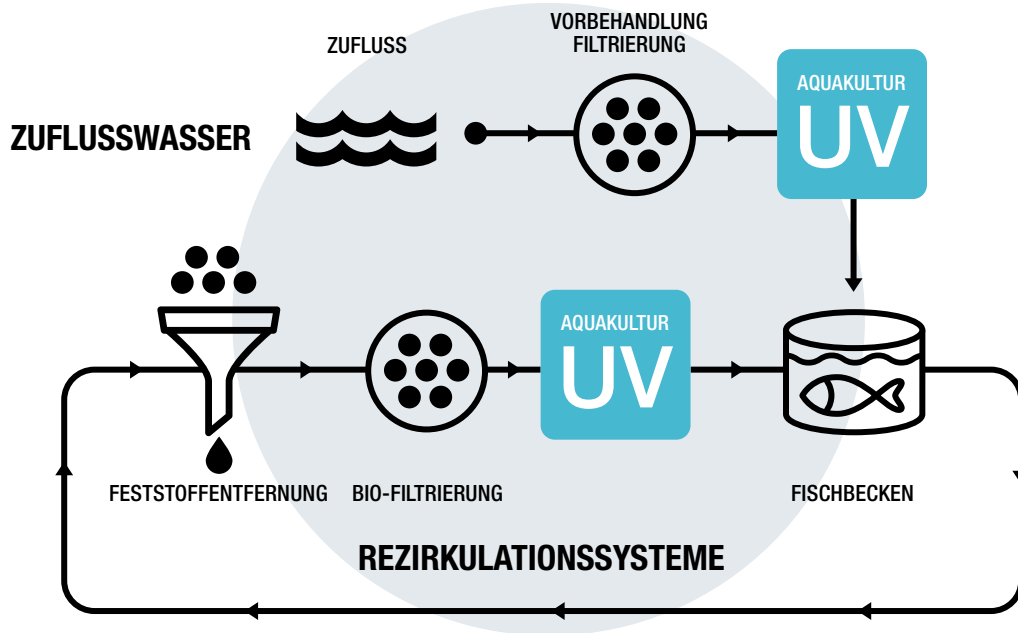 ZUFLUSS
VORBEHANDLUNG
FILTRIERUNG
AQUAKULTUR
UV
ZUFLUSSWASSER
AQUAKULTUR
UV
FESTSTOFFENTFERNUNG
BIO-FILTRIERUNG
FISCHBECKEN
REZIRKULATIONSSYSTEME